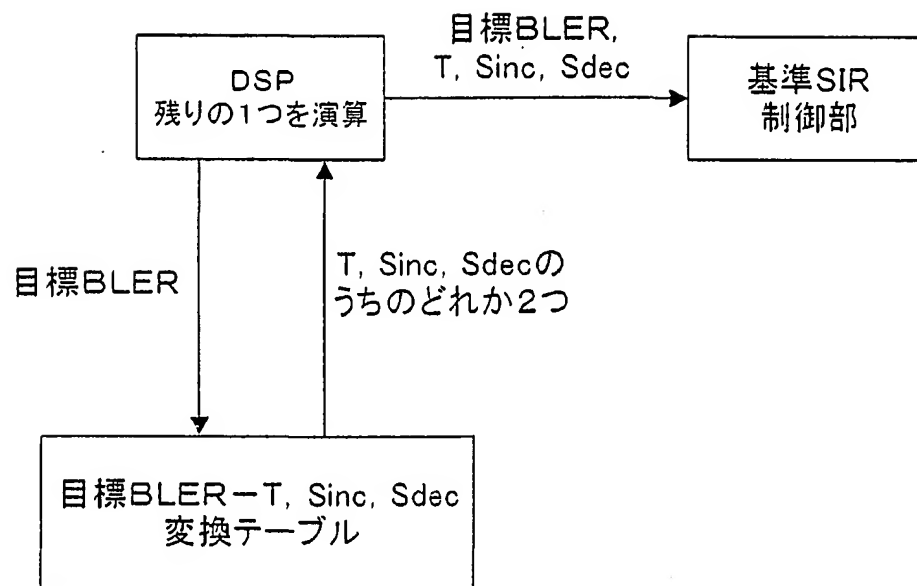 DSP
残りの1つを演算
目標BLER,
T, Sinc, Sdec
基準SIR
制御部
目標BLER
T, Sinc, Sdecの
うちのどれか2つ
目標BLER－T, Sinc, Sdec
変換テーブル